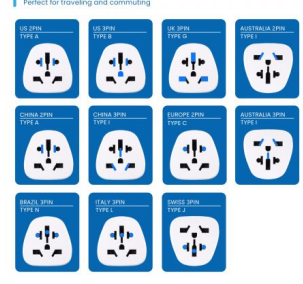 Perfect for traveling and commuting
US 2PIN
TYPE A
US 3PIN
TYPE B
UK 3PIN
TYPE G
AUSTRALIA 2PIN
TYPE I
CHINA 2PIN
TYPE A
CHINA 3PIN
TYPE I
EUROPE 2PIN
TYPE C
AUSTRALIA 3PIN
TYPE I
BRAZIL 3PIN
TYPE N
ITALY 3PIN
TYPE L
SWISS 3PIN
TYPE J